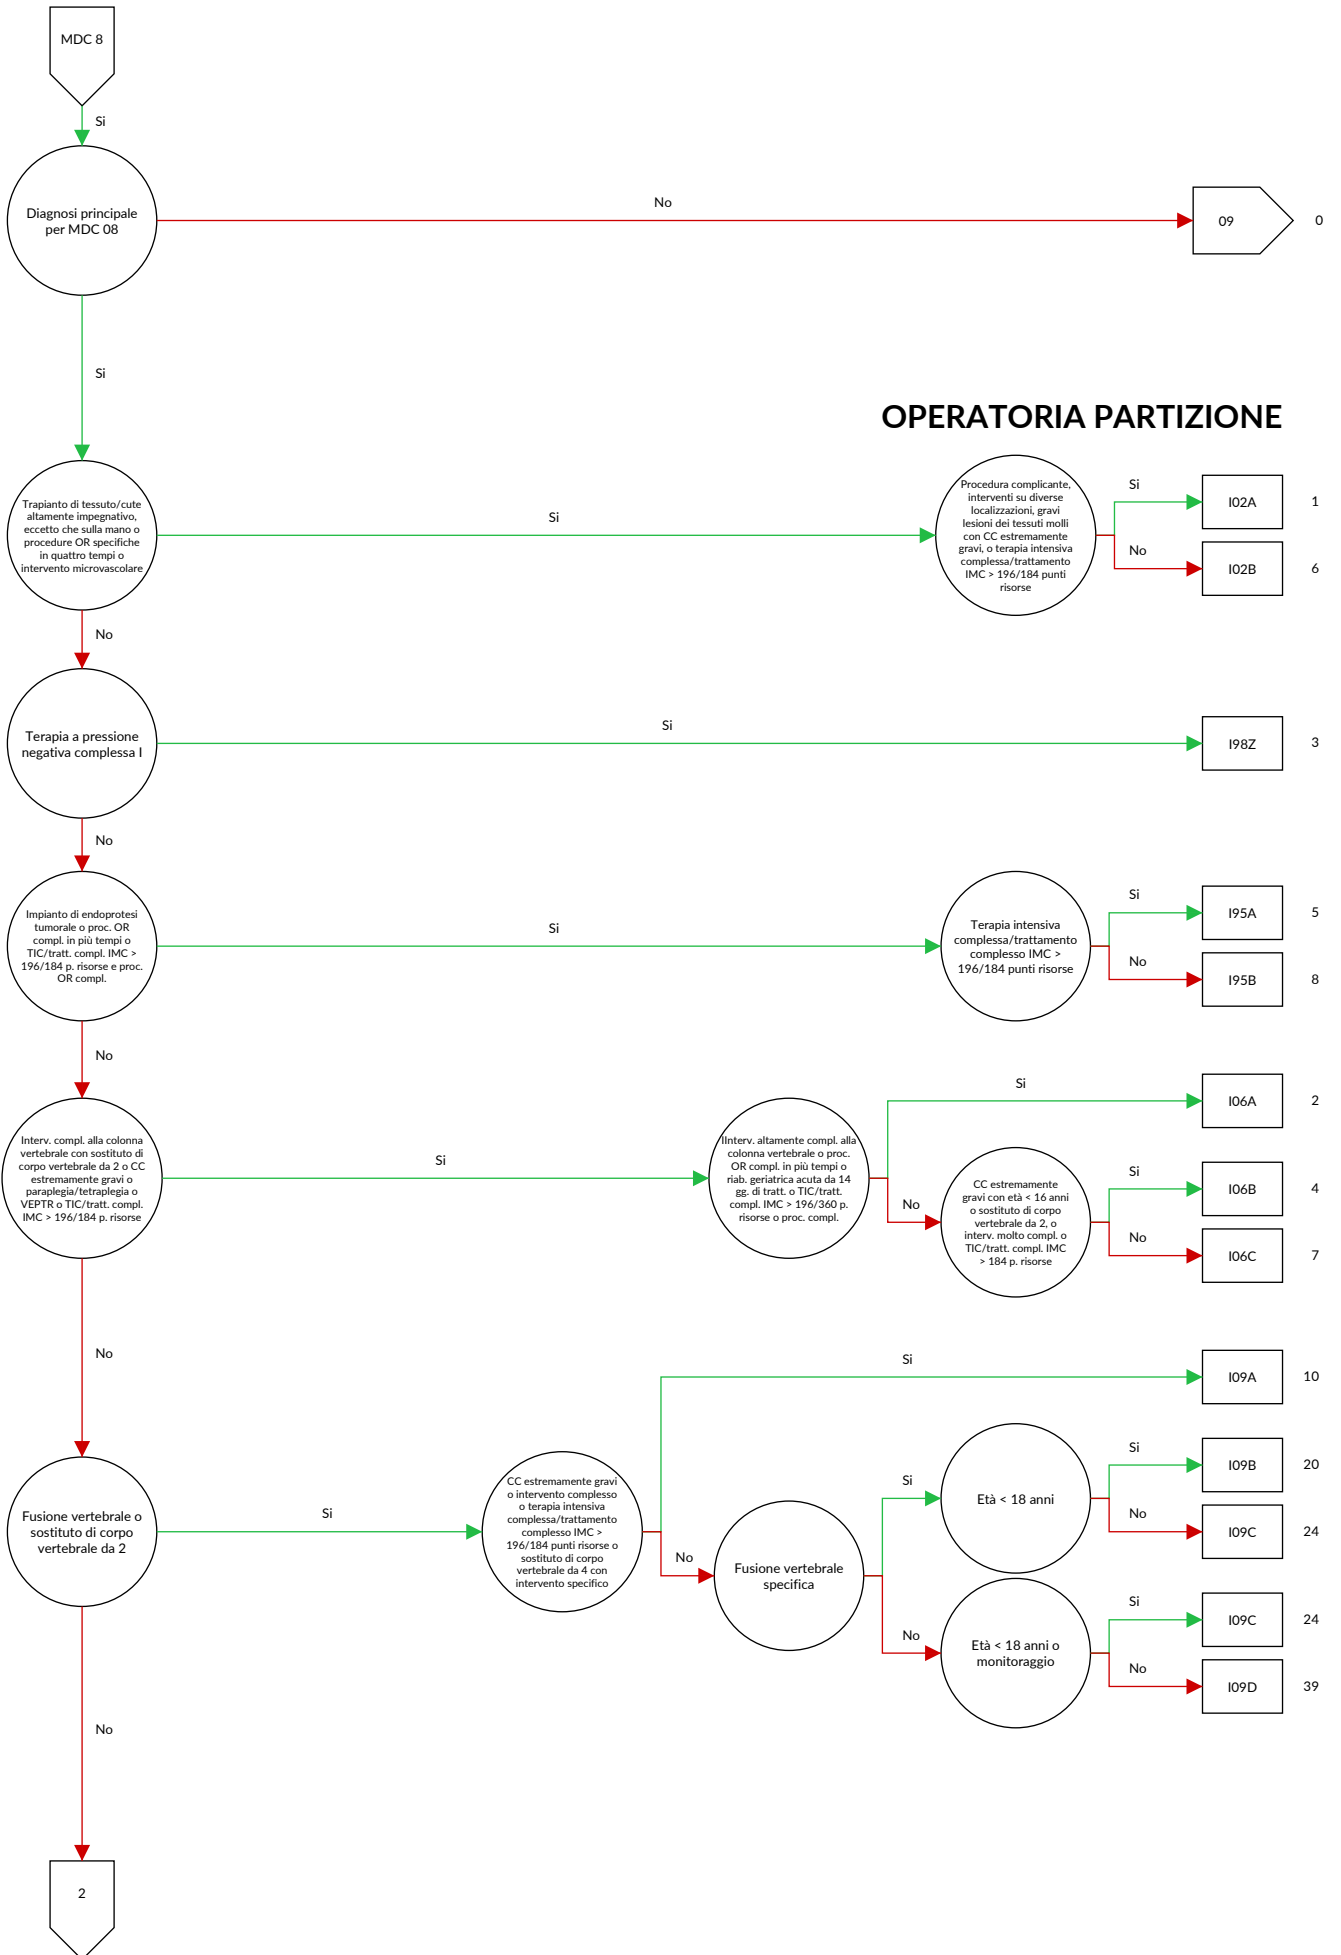 MDC 8
Si
Diagnosi principale
per MDC 08
No
09
0
Si
OPERATORIA PARTIZIONE
Trapianto di tessuto/cute
altamente impegnativo,
eccetto che sulla mano o
procedure OR specifiche
in quattro tempi o
intervento microvascolare
Si
Procedura complicante,
interventi su diverse
localizzazioni, gravi
lesioni dei tessuti molli
con CC estremamente
gravi, o terapia intensiva
complessa/trattamento
IMC > 196/184 punti
risorse
Si
I02A
1
No
I02B
6
No
Terapia a pressione
negativa complessa I
Si
I98Z
3
No
Impianto di endoprotesi
tumorale o proc. OR
compl. in più tempi o
TIC/tratt. compl. IMC >
196/184 p. risorse e proc.
OR compl.
Si
Terapia intensiva
complessa/trattamento
complesso IMC >
196/184 punti risorse
Si
I95A
5
No
I95B
8
No
Interv. compl. alla colonna
vertebrale con sostituto di
corpo vertebrale da 2 o CC
estremamente gravi o
paraplegia/tetraplegia o
VEPTR o TIC/tratt. compl.
IMC > 196/184 p. risorse
Si
IInterv. altamente compl. alla
colonna vertebrale o proc.
OR compl. in più tempi o
riab. geriatrica acuta da 14
gg. di tratt. o TIC/tratt.
compl. IMC > 196/360 p.
risorse o proc. compl.
Si
I06A
2
No
CC estremamente
gravi con età < 16 anni
o sostituto di corpo
vertebrale da 2, o
interv. molto compl. o
TIC/tratt. compl. IMC
> 184 p. risorse
Si
I06B
4
No
I06C
7
No
Fusione vertebrale o
sostituto di corpo
vertebrale da 2
Si
CC estremamente gravi
o intervento complesso
o terapia intensiva
complessa/trattamento
complesso IMC >
196/184 punti risorse o
sostituto di corpo
vertebrale da 4 con
intervento specifico
Si
I09A
10
No
Fusione vertebrale
specifica
Si
Età < 18 anni
Si
I09B
20
No
I09C
24
No
Età < 18 anni o
monitoraggio
Si
I09C
24
No
I09D
39
No
2